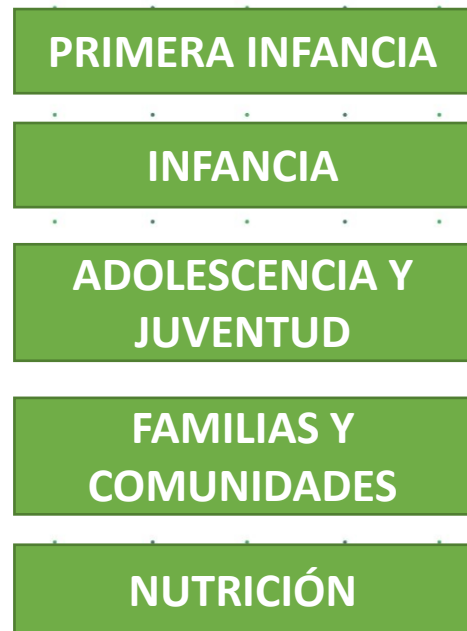 PRIMERA INFANCIA
INFANCIA
ADOLESCENCIA Y
JUVENTUD
FAMILIAS Y
COMUNIDADES
NUTRICIÓN